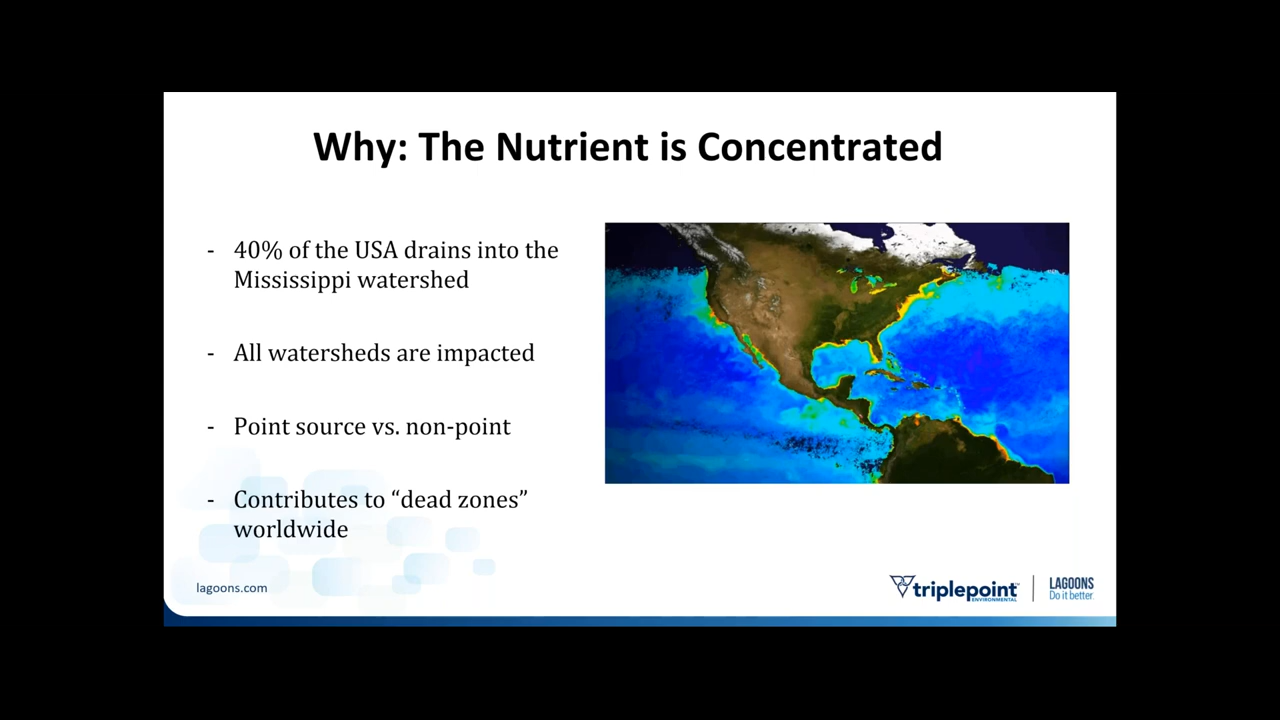 Why: The Nutrient is Concentrated
- 40% of the USA drains into the
Mississippi watershed
- All watersheds are impacted
- Point source vs. non-point
- Contributes to “dead zones”
worldwide
lagoons.com
triplepoint™
ENVIRONMENTAL
LAGOONS
Do it better.